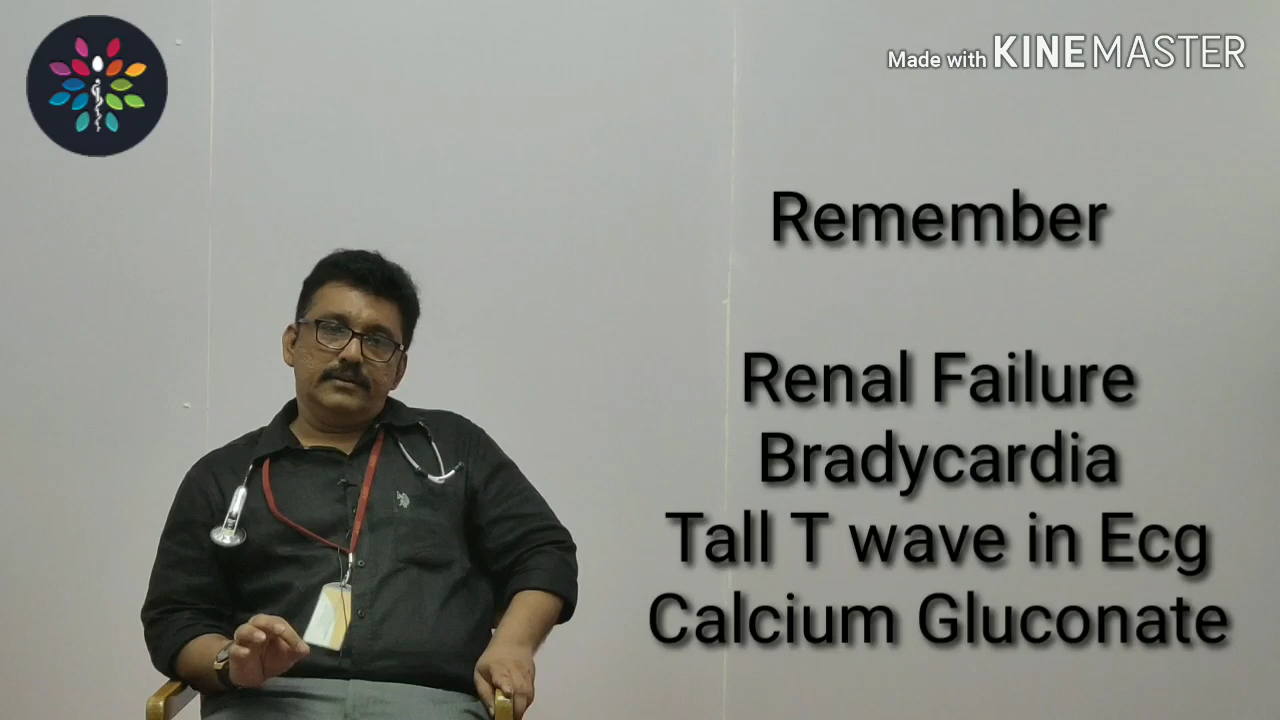 Made with KINEMASTER
Remember
Renal Failure
Bradycardia
Tall T wave in Ecg
Calcium Gluconate